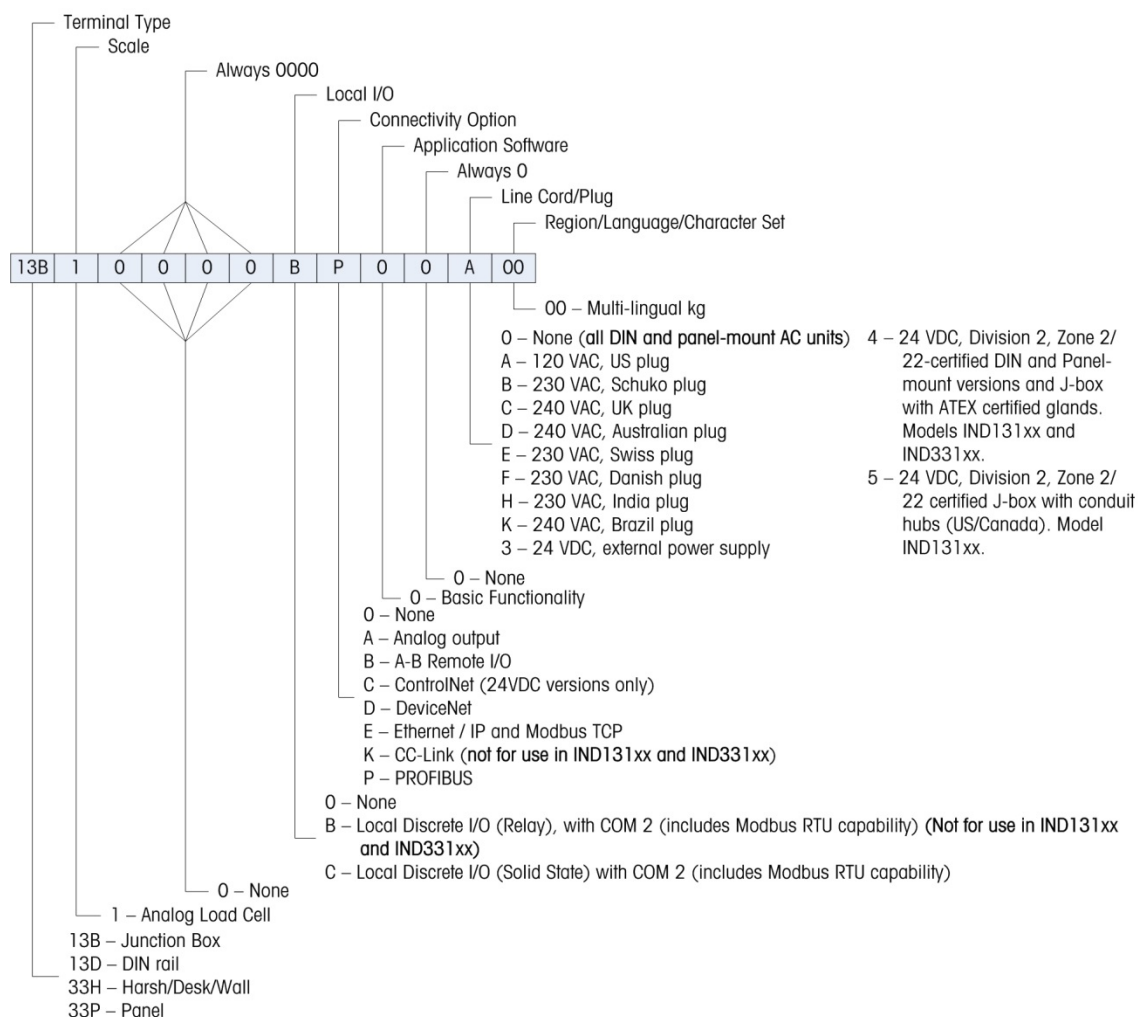 Terminal Type
Scale
Always 0000
Local I/O
Connectivity Option
Application Software
Always 0
Line Cord/Plug
Region/Language/Character Set
13B 1 0 0 0 0 B P 0 0 A 00
00 – Multi-lingual kg
0 – None (all DIN and panel-mount AC units)
A – 120 VAC, US plug
B – 230 VAC, Schuko plug
C – 240 VAC, UK plug
D – 240 VAC, Australian plug
E – 230 VAC, Swiss plug
F – 230 VAC, Danish plug
H – 230 VAC, India plug
K – 240 VAC, Brazil plug
3 – 24 VDC, external power supply
4 – 24 VDC, Division 2, Zone 2/
22-certified DIN and Panel-
mount versions and J-box
with ATEX certified glands.
Models IND131xx and
IND331xx.
5 – 24 VDC, Division 2, Zone 2/
22 certified J-box with conduit
hubs (US/Canada). Model
IND131xx.
0 – None
0 – Basic Functionality
0 – None
A – Analog output
B – A-B Remote I/O
C – ControlNet (24VDC versions only)
D – DeviceNet
E – Ethernet / IP and Modbus TCP
K – CC-Link (not for use in IND131xx and IND331xx)
P – PROFIBUS
0 – None
B – Local Discrete I/O (Relay), with COM 2 (includes Modbus RTU capability) (Not for use in IND131xx
and IND331xx)
C – Local Discrete I/O (Solid State) with COM 2 (includes Modbus RTU capability)
0 – None
1 – Analog Load Cell
13B – Junction Box
13D – DIN rail
33H – Harsh/Desk/Wall
33P – Panel